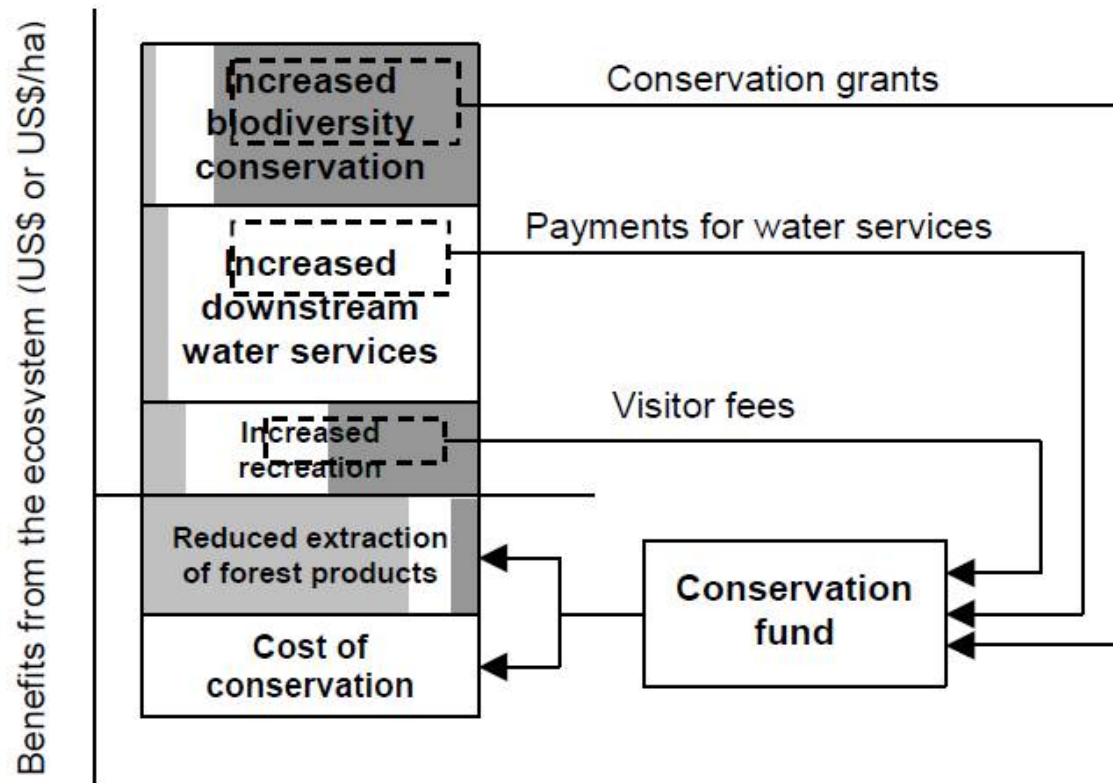 Benefits from the ecosystem (US$ or US$/ha)
Increased
biodiversity
conservation
Conservation grants
Increased
downstream
water services
Payments for water services
Increased
recreation
Visitor fees
Reduced extraction
of forest products
Cost of
conservation
Conservation
fund